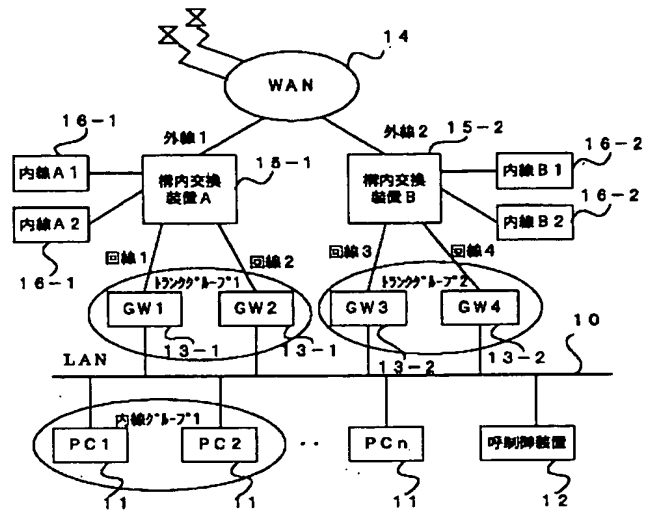 14
WAN
外線1
外線2
15-2
16-1
15-1
16-2
内線A1
構内交換
装置A
構内交換
装置B
内線B1
内線A2
内線B2
16-2
16-1
回線1
回線2
回線3
回線4
トランクグループ1
トランクグループ2
GW1
GW2
GW3
GW4
10
13-1
13-1
13-2
13-2
LAN
内線グループ1
PC1
PC2
・・
PCn
呼制御装置
11
11
11
12